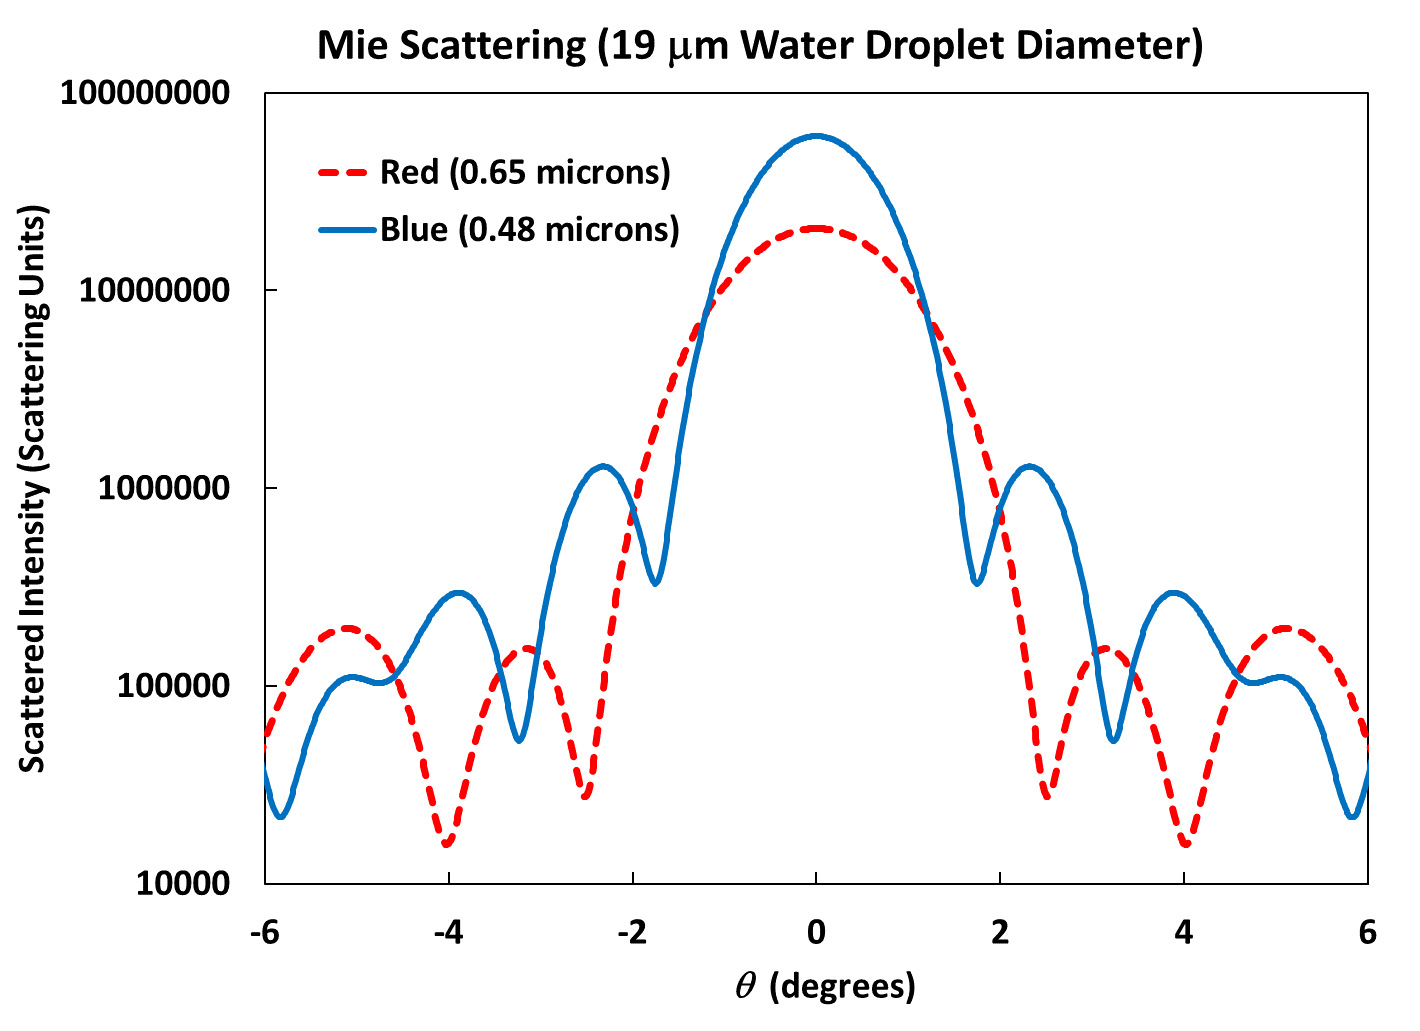 Mie Scattering (19 μm Water Droplet Diameter)
100000000
10000000
1000000
100000
10000
Scattered Intensity (Scattering Units)
Red (0.65 microns)
Blue (0.48 microns)
-6 -4 -2 0 2 4 6
θ (degrees)